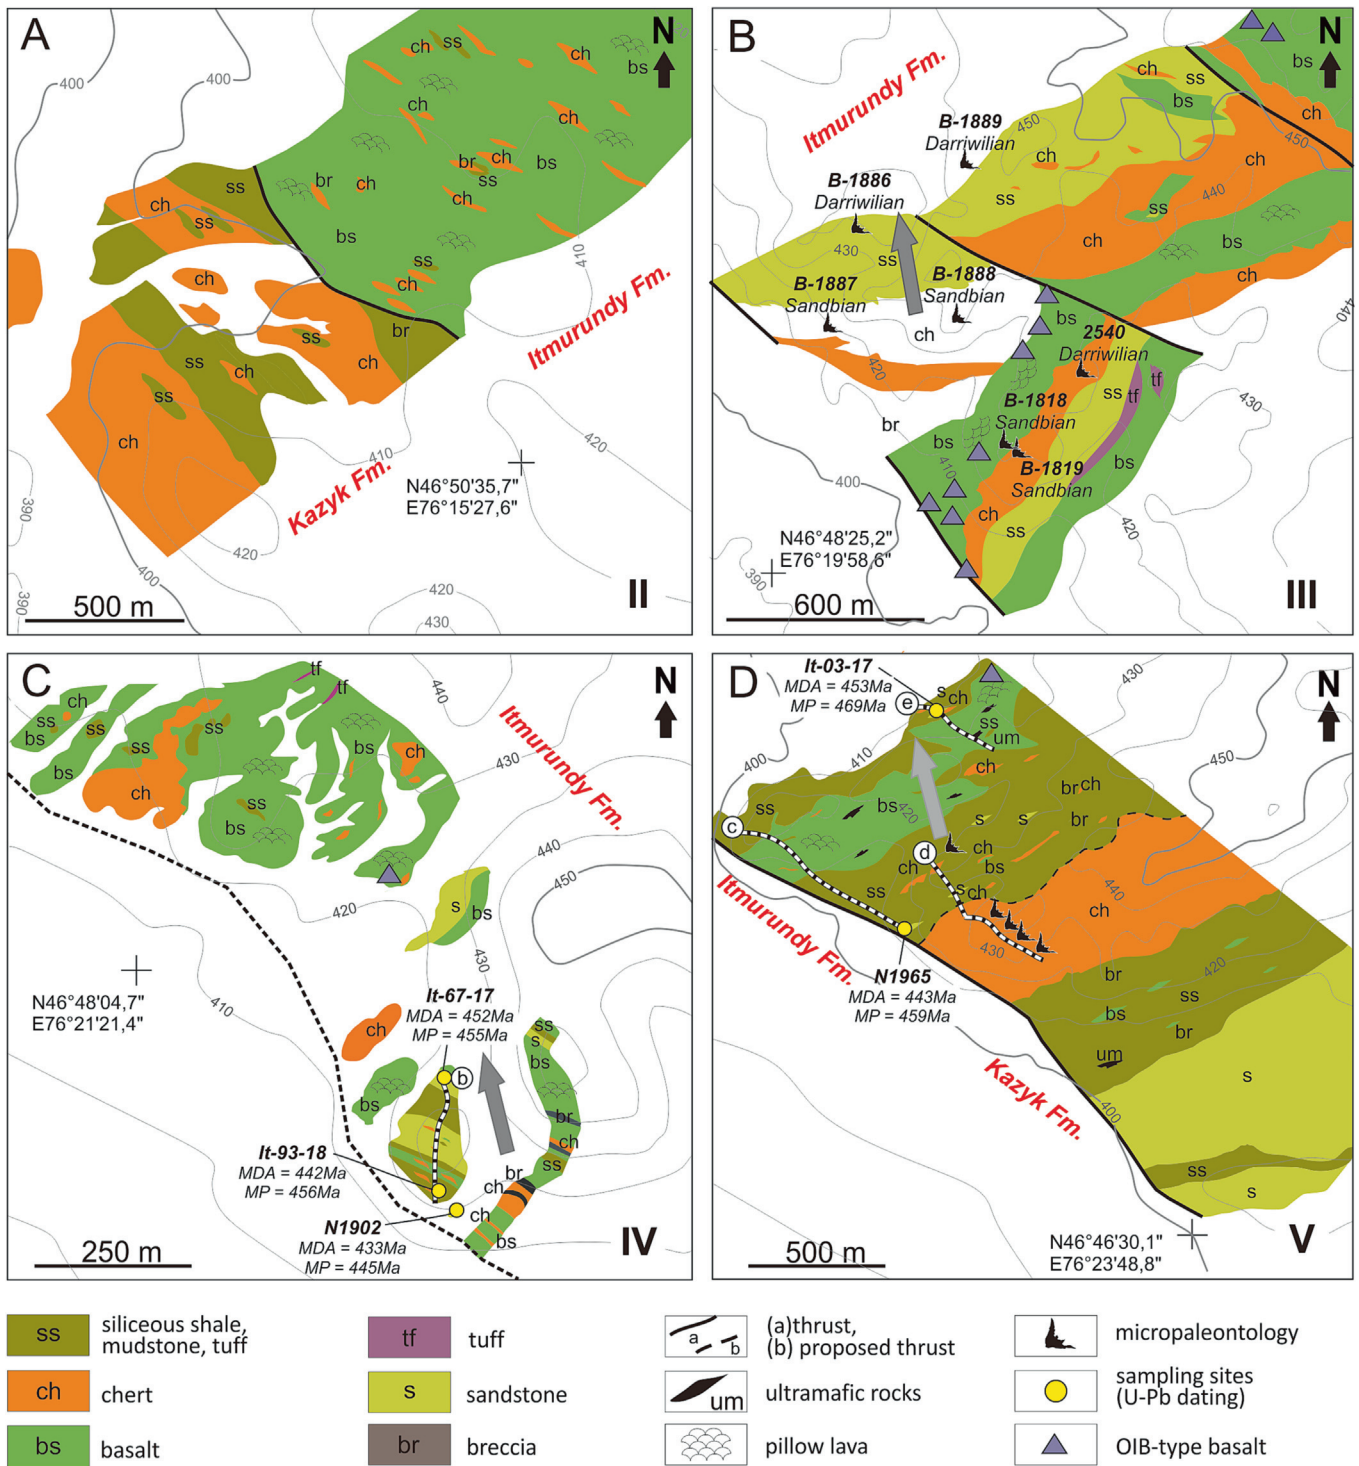 A
400
400
ch
ss
ch
bs
N
ch
ch
br
ch
bs
ss
ch
br
ch
ss
ch
ss
bs
ss
ch
ch
410
Itmurundy Fm.
ss
br
ch
ss
ch
ss
ch
410
420
N46°50'35,7"
E76°15'27,6"
Kazyk Fm.
390
420
400
390
420
430
500 m
II
B
Itmurundy Fm.
N
bs
ch
ss
bs
ch
450
450
B-1889
Darriwilian
ch
ch
B-1886
Darriwilian
ss
440
ss
430
ss
ch
bs
B-1887
Sandbian
B-1888
Sandbian
ch
ch
bs
2540
Darriwilian
440
420
ss
tf
tf
430
B-1818
Sandbian
br
bs
410
B-1819
Sandbian
bs
400
ch
ss
420
N46°48'25,2"
E76°19'58,6"
390
600 m
III
C
tf
tf
N
440
ch
ss
bs
ss
ss
ss
bs
ch
bs
ch
ss
bs
430
Itmurundy Fm.
440
450
420
s
bs
430
N46°48'04,7"
E76°21'21,4"
410
It-67-17
MDA = 452Ma
MP = 455Ma
ch
ss
s
bs
b
bs
br
ch
It-93-18
MDA = 442Ma
MP = 456Ma
ss
br
ch
N1902
MDA = 433Ma
MP = 445Ma
ch
bs
250 m
IV
D
It-03-17
MDA = 453Ma
MP = 469Ma
s
ch
e
ss
um
430
N
400
410
ch
450
ss
bs
420
br
ch
s
s
br
c
d
ch
ch
bs
ss
s
ch
440
ch
Itmurundy Fm.
430
N1965
MDA = 443Ma
MP = 459Ma
br
420
ss
bs
br
um
Kazyk Fm.
400
s
ss
s
N46°46'30,1"
E76°23'48,8"
500 m
V
ss
siliceous shale,
mudstone, tuff
ch
chert
bs
basalt
tf
tuff
s
sandstone
br
breccia
a
b
(a)thrust,
(b) proposed thrust
um
ultramafic rocks
pillow lava
micropaleontology
sampling sites
(U-Pb dating)
OIB-type basalt